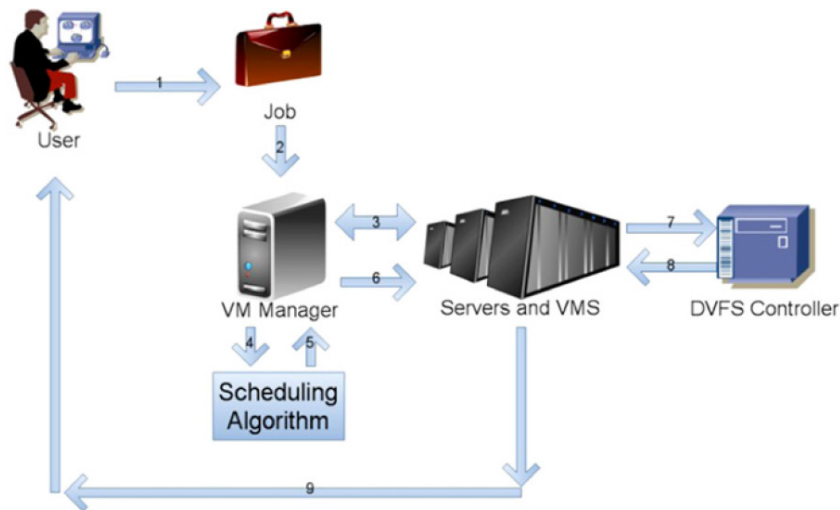 1
User
Job
2
3
7
8
6
VM Manager
Servers and VMS
DVFS Controller
4
5
Scheduling
Algorithm
9